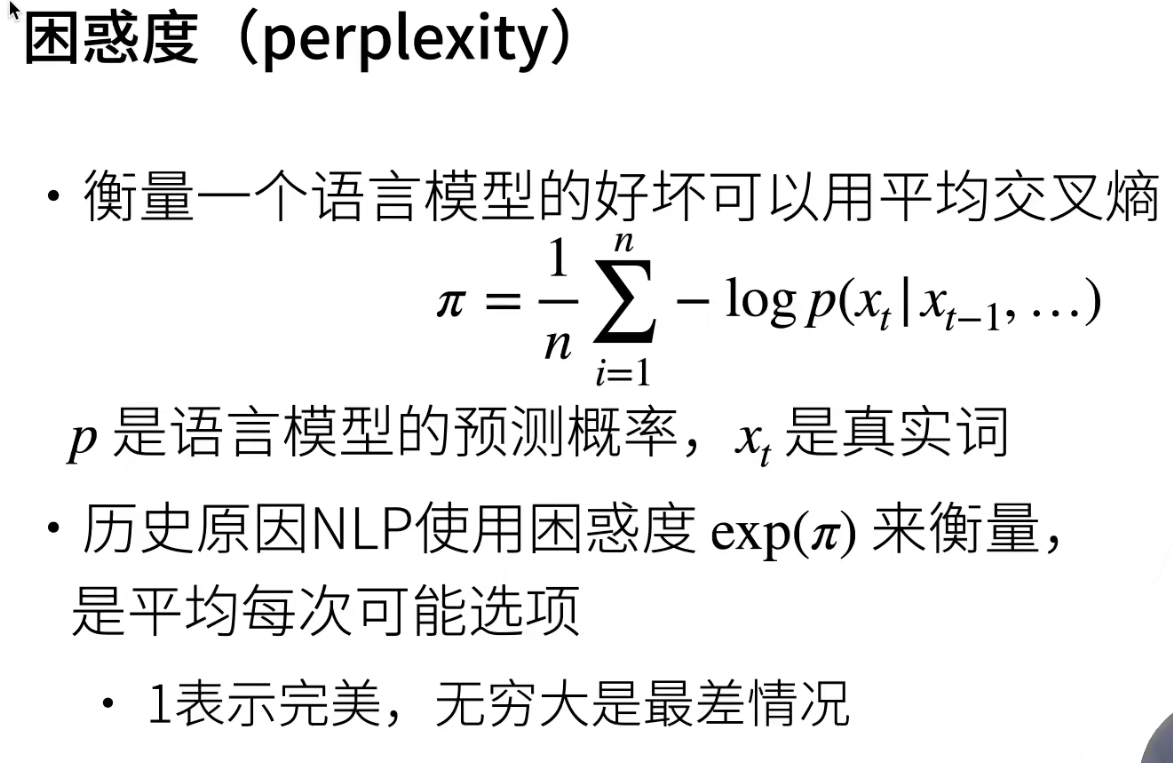 困惑度（perplexity）
• 衡量一个语言模型的好坏可以用平均交叉熵
π = \frac{1}{n} \sum_{i=1}^{n} − log p(x_t | x_{t−1}, …)
p 是语言模型的预测概率，x_t 是真实词
• 历史原因NLP使用困惑度 exp(π) 来衡量，
是平均每次可能选项
• 1表示完美，无穷大是最差情况